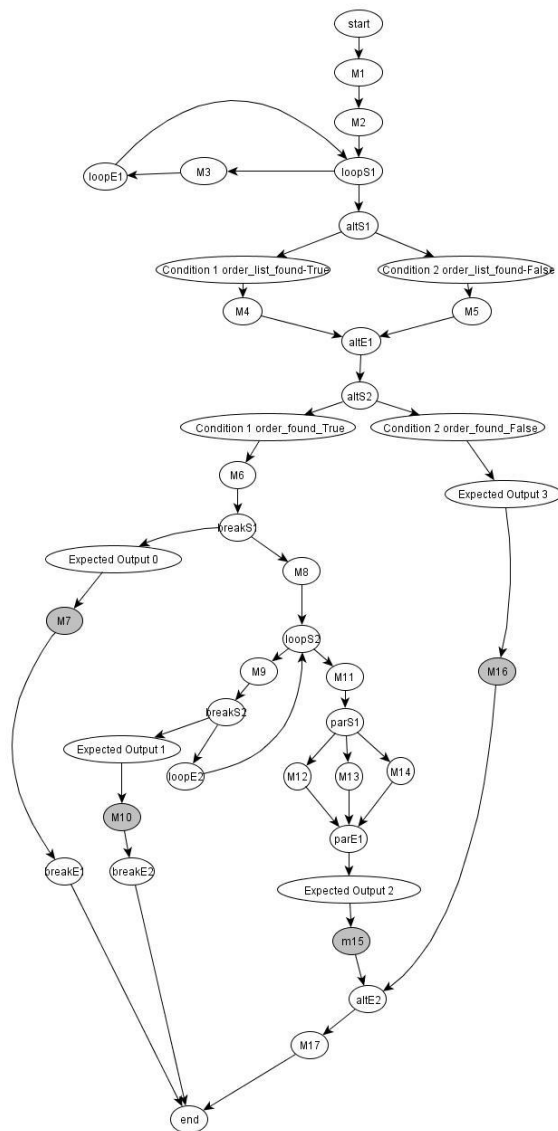 start
M1
M2
loopE1
M3
loopS1
altS1
Condition 1 order_list_found-True
Condition 2 order_list_found-False
M4
M5
altE1
altS2
Condition 1 order_found_True
Condition 2 order_found_False
M6
Expected Output 3
breakS1
Expected Output 0
M8
M7
loopS2
M9
M11
M16
breakS2
parS1
Expected Output 1
loopE2
M12
M13
M14
M10
parE1
breakE1
breakE2
Expected Output 2
m15
altE2
M17
end